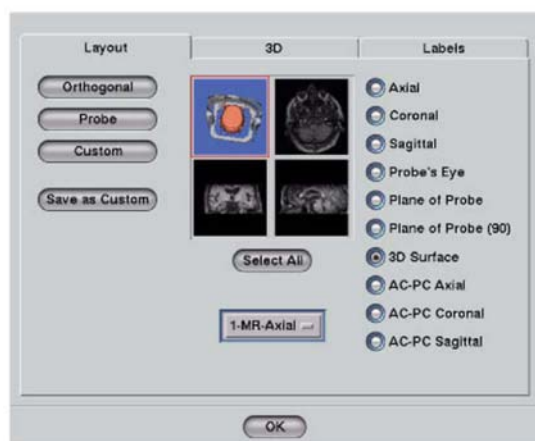 Layout
3D
Labels
Orthogonal
Probe
Custom
Save as Custom
Select All
1-MR-Axial
Axial
Coronal
Sagittal
Probe's Eye
Plane of Probe
Plane of Probe (90)
3D Surface
AC-PC Axial
AC-PC Coronal
AC-PC Sagittal
OK